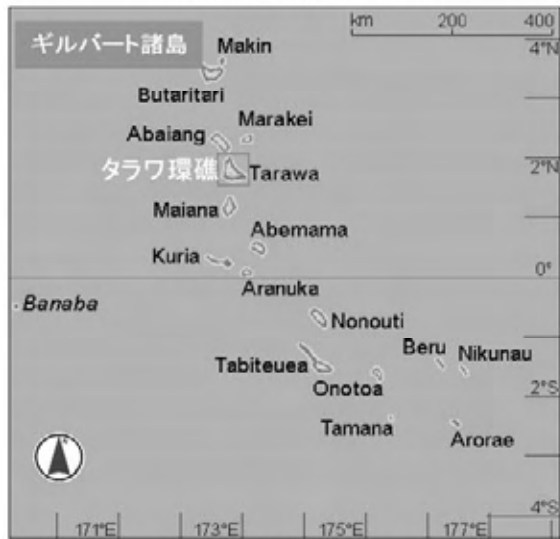 km 200 400
ギルバート諸島
Makin
4°N
Butaritari
Marakei
Abaiang
2°N
タラワ環礁
Tarawa
Maiana
Abemama
Kuria
0°
Aranuka
Banaba
Nonouti
Beru
Nikunau
Tabiteuea
Onotoa
2°S
Tamana
Arorae
4°S
171°E 173°E 175°E 177°E